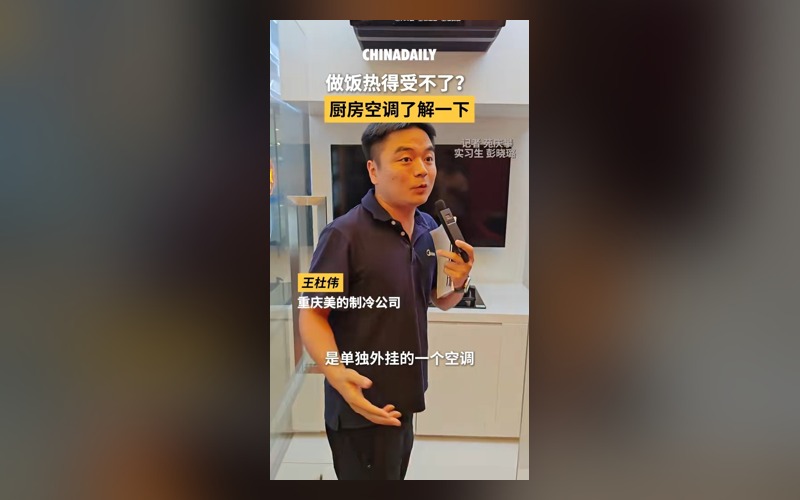 CHINADAILY
做饭热得受不了？
厨房空调了解一下
实习生 彭晓瑞
王杜伟
重庆美的制冷公司
是单独外挂的一个空调